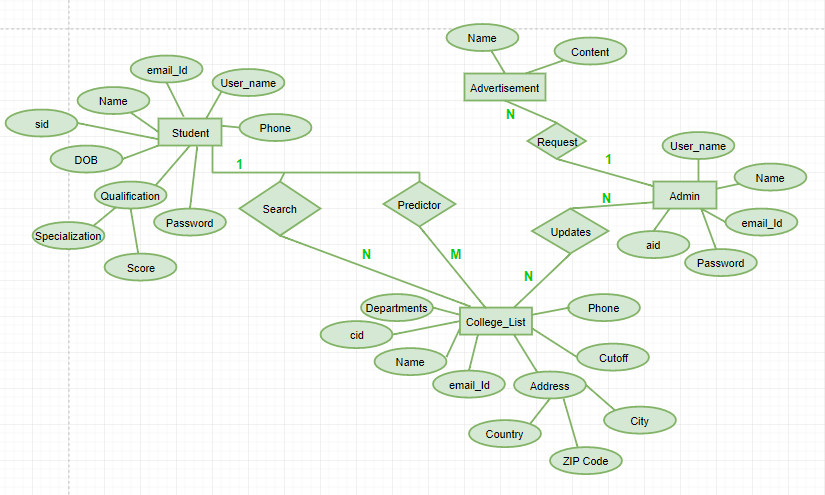 Name
Content
email_Id
User_name
Advertisement
Name
N
sid
Student
Phone
Request
DOB
1
1
User_name
Name
Qualification
Admin
N
Search
Predictor
Password
email_Id
Specialization
Updates
aid
N
M
Password
Score
N
Departments
Phone
College_List
cid
Name
Cutoff
email_Id
Address
City
Country
ZIP Code